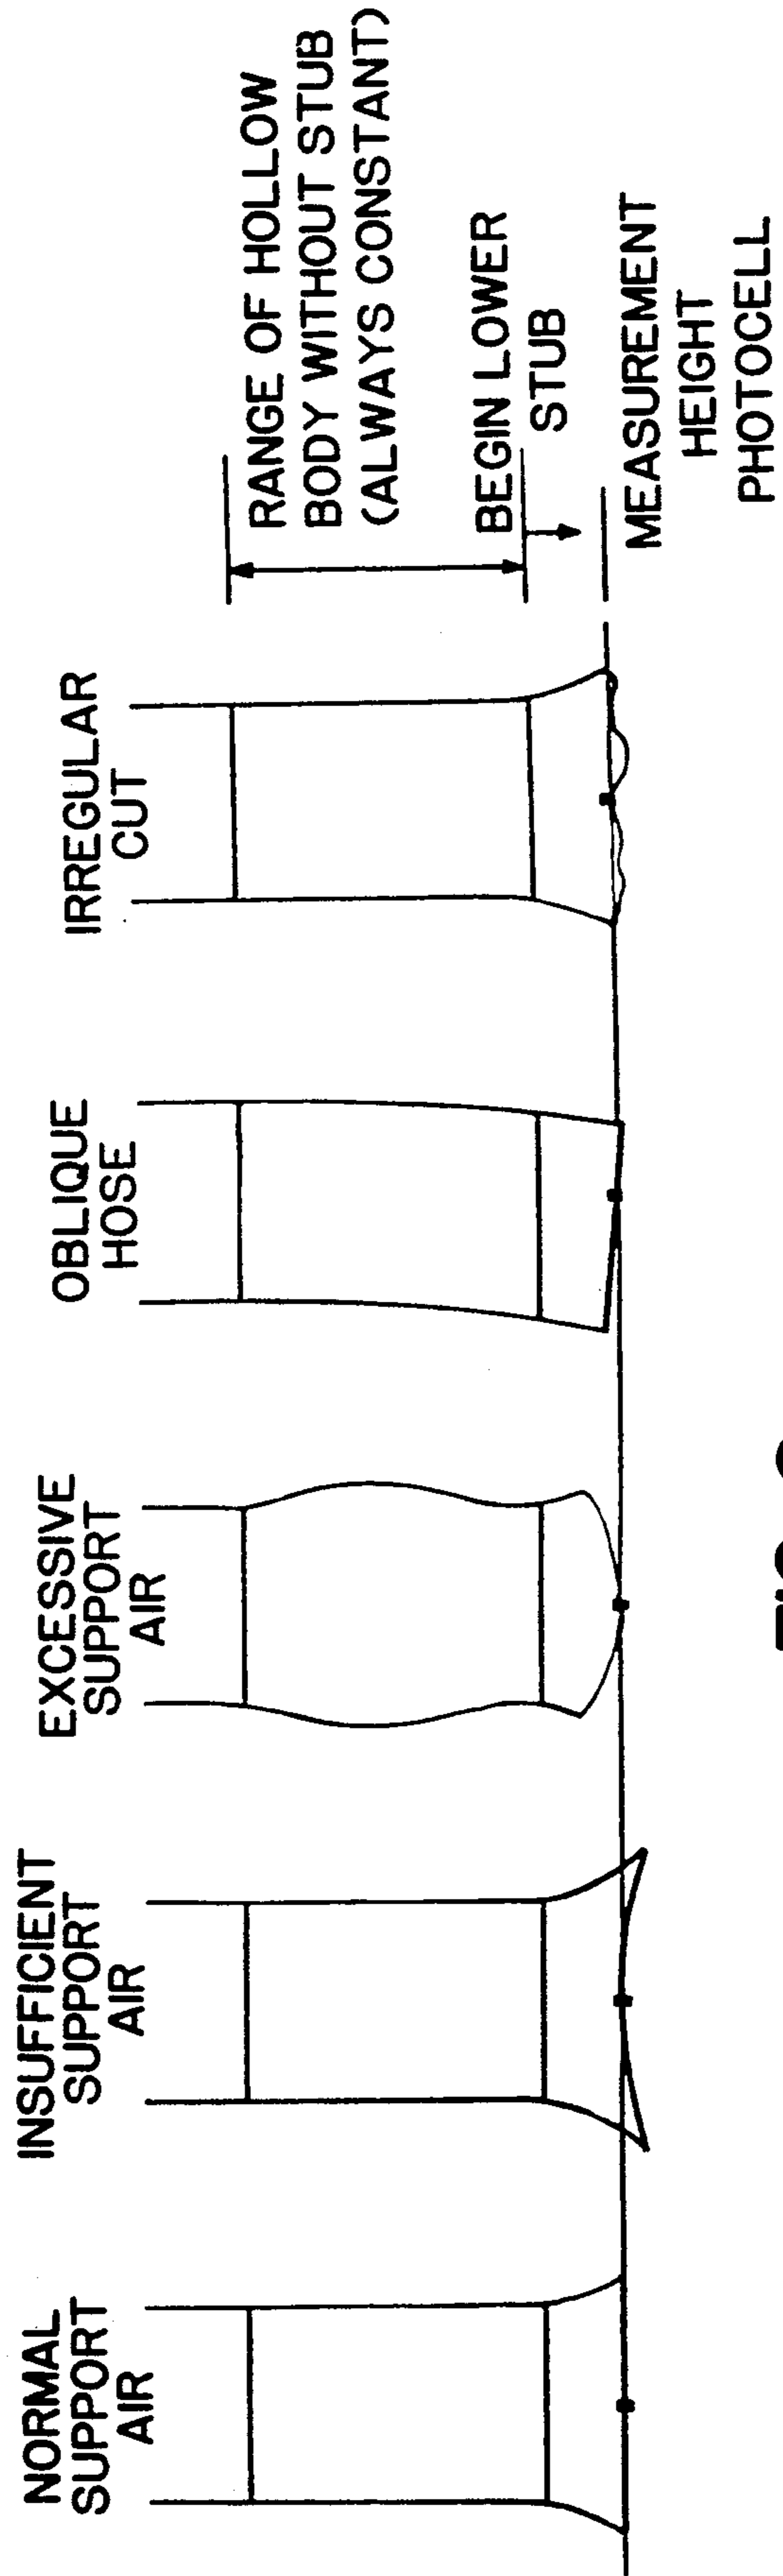 NORMAL
SUPPORT
AIR
INSUFFICIENT
SUPPORT
AIR
EXCESSIVE
SUPPORT
AIR
OBLIQUE
HOSE
IRREGULAR
CUT
RANGE OF HOLLOW
BODY WITHOUT STUB
(ALWAYS CONSTANT)
BEGIN LOWER
STUB
MEASUREMENT
HEIGHT
PHOTOCELL